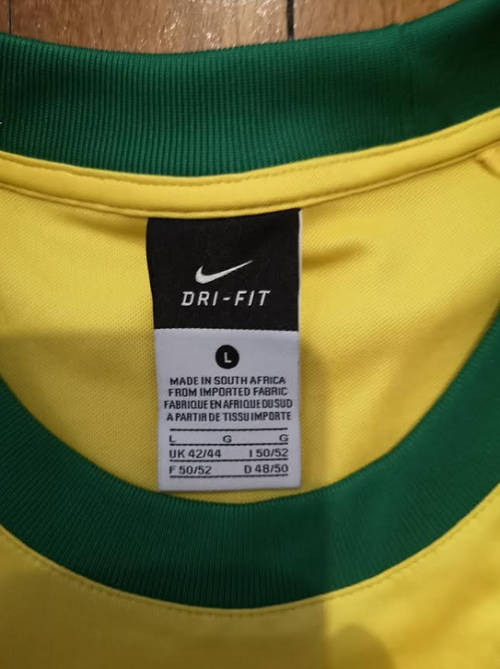 DRI-FIT
L
MADE IN SOUTH AFRICA
FROM IMPORTED FABRIC
FABRIQUE EN AFRIQUE DU SUD
A PARTIR DE TISSU IMPORTE
L G G
UK 42/44 I 50/52
F 50/52 D 48/50